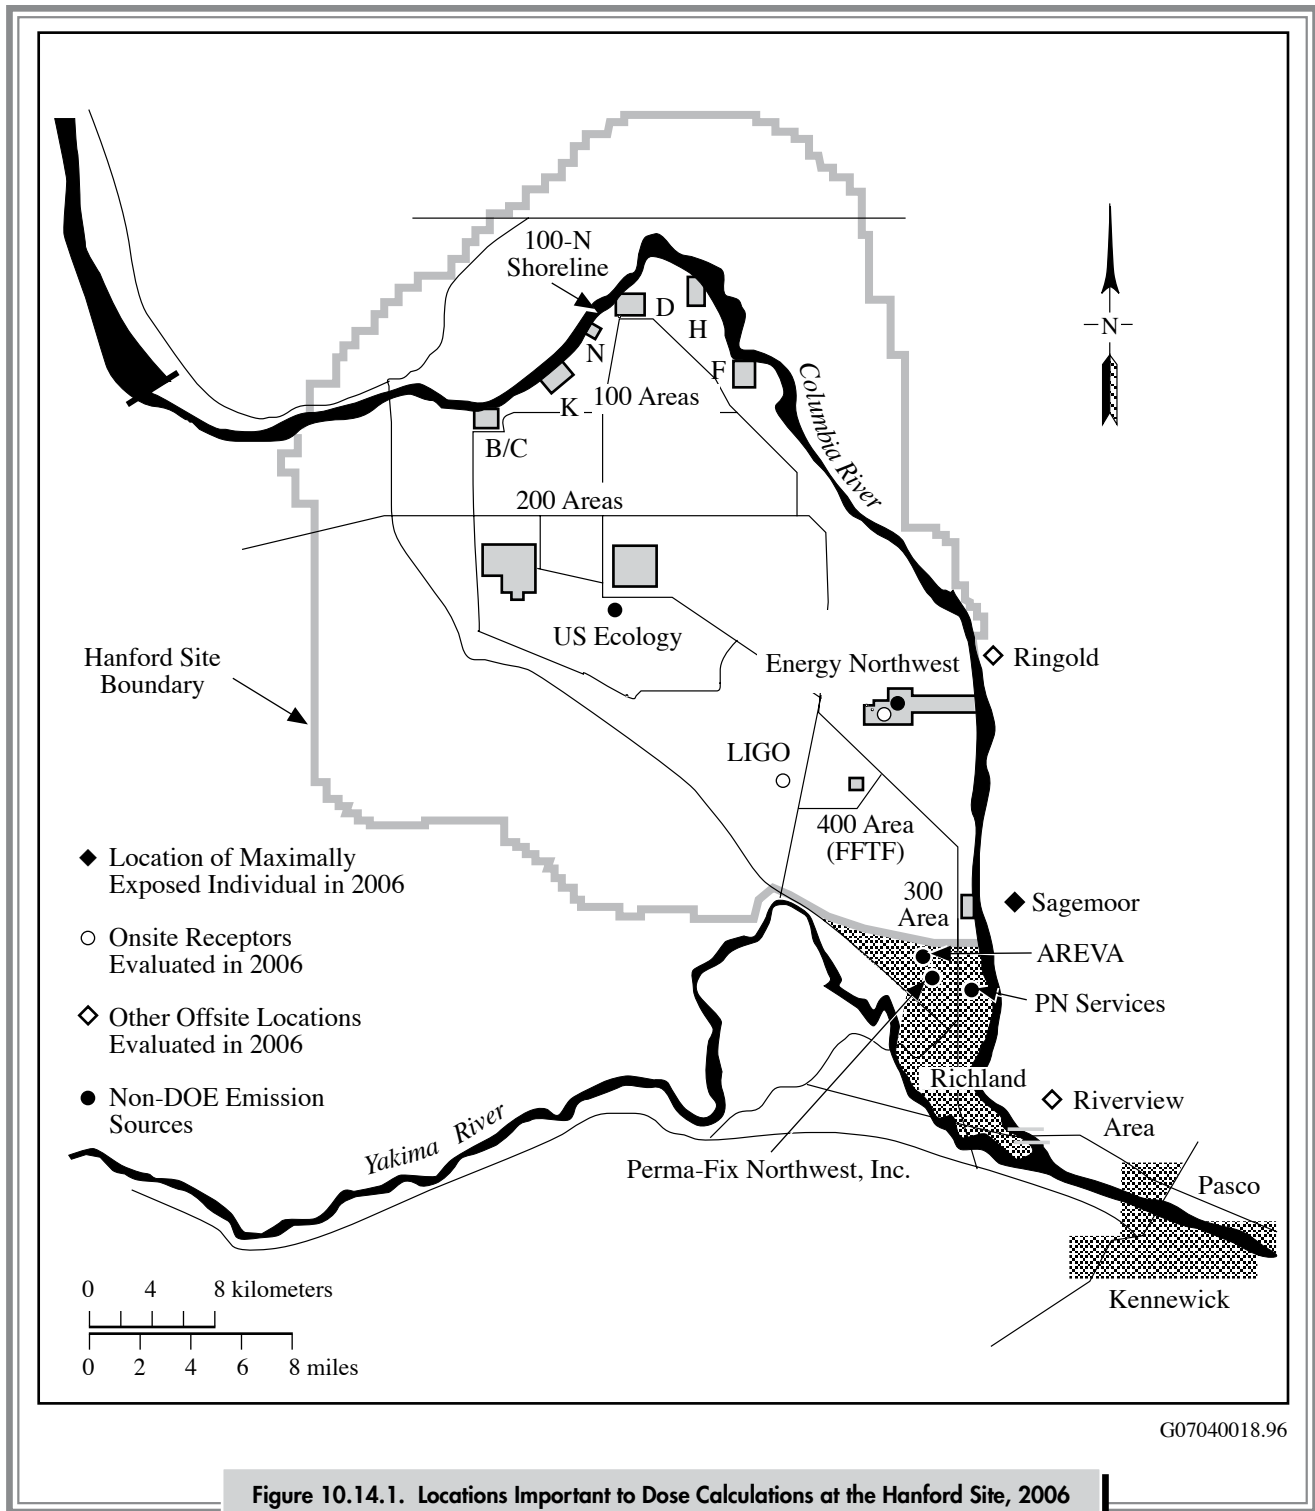 100-N
Shoreline
D
H
N
N
F
K
100 Areas
B/C
Columbia River
200 Areas
US Ecology
Hanford Site
Boundary
Energy Northwest
Ringold
LIGO
400 Area
(FFTF)
300
Area
Sagemoor
AREVA
PN Services
Location of Maximally
Exposed Individual in 2006
Onsite Receptors
Evaluated in 2006
Other Offsite Locations
Evaluated in 2006
Non-DOE Emission
Sources
Richland
Riverview
Area
Yakima River
Perma-Fix Northwest, Inc.
Pasco
Kennewick
0 4 8 kilometers
0 2 4 6 8 miles
G07040018.96
Figure 10.14.1. Locations Important to Dose Calculations at the Hanford Site, 2006